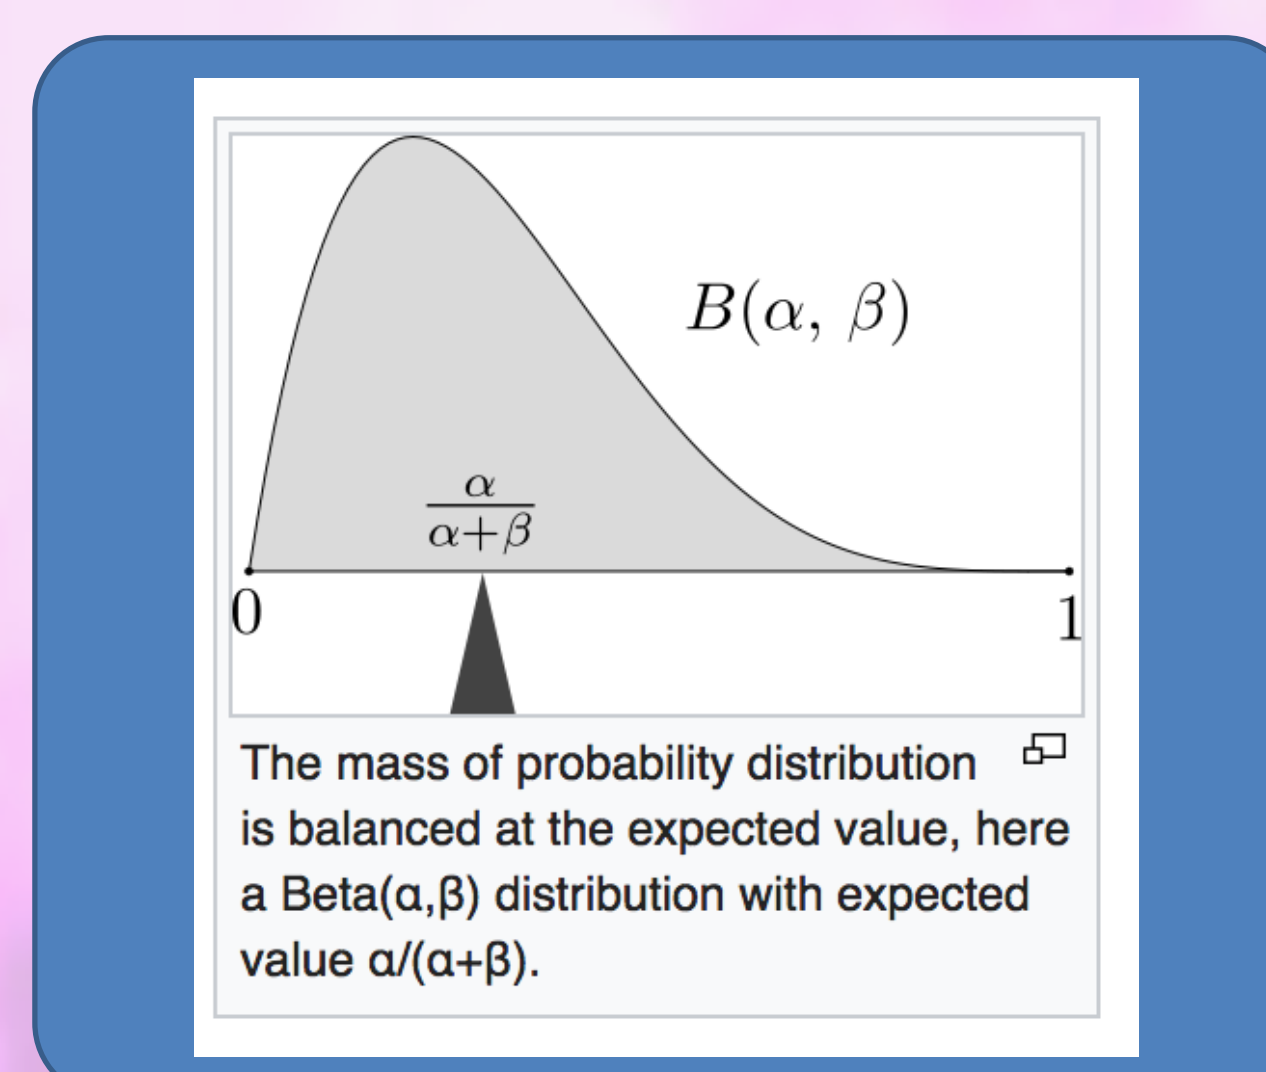 B(α, β)
α
α+β
0
1
The mass of probability distribution
is balanced at the expected value, here
a Beta(α,β) distribution with expected
value α/(α+β).